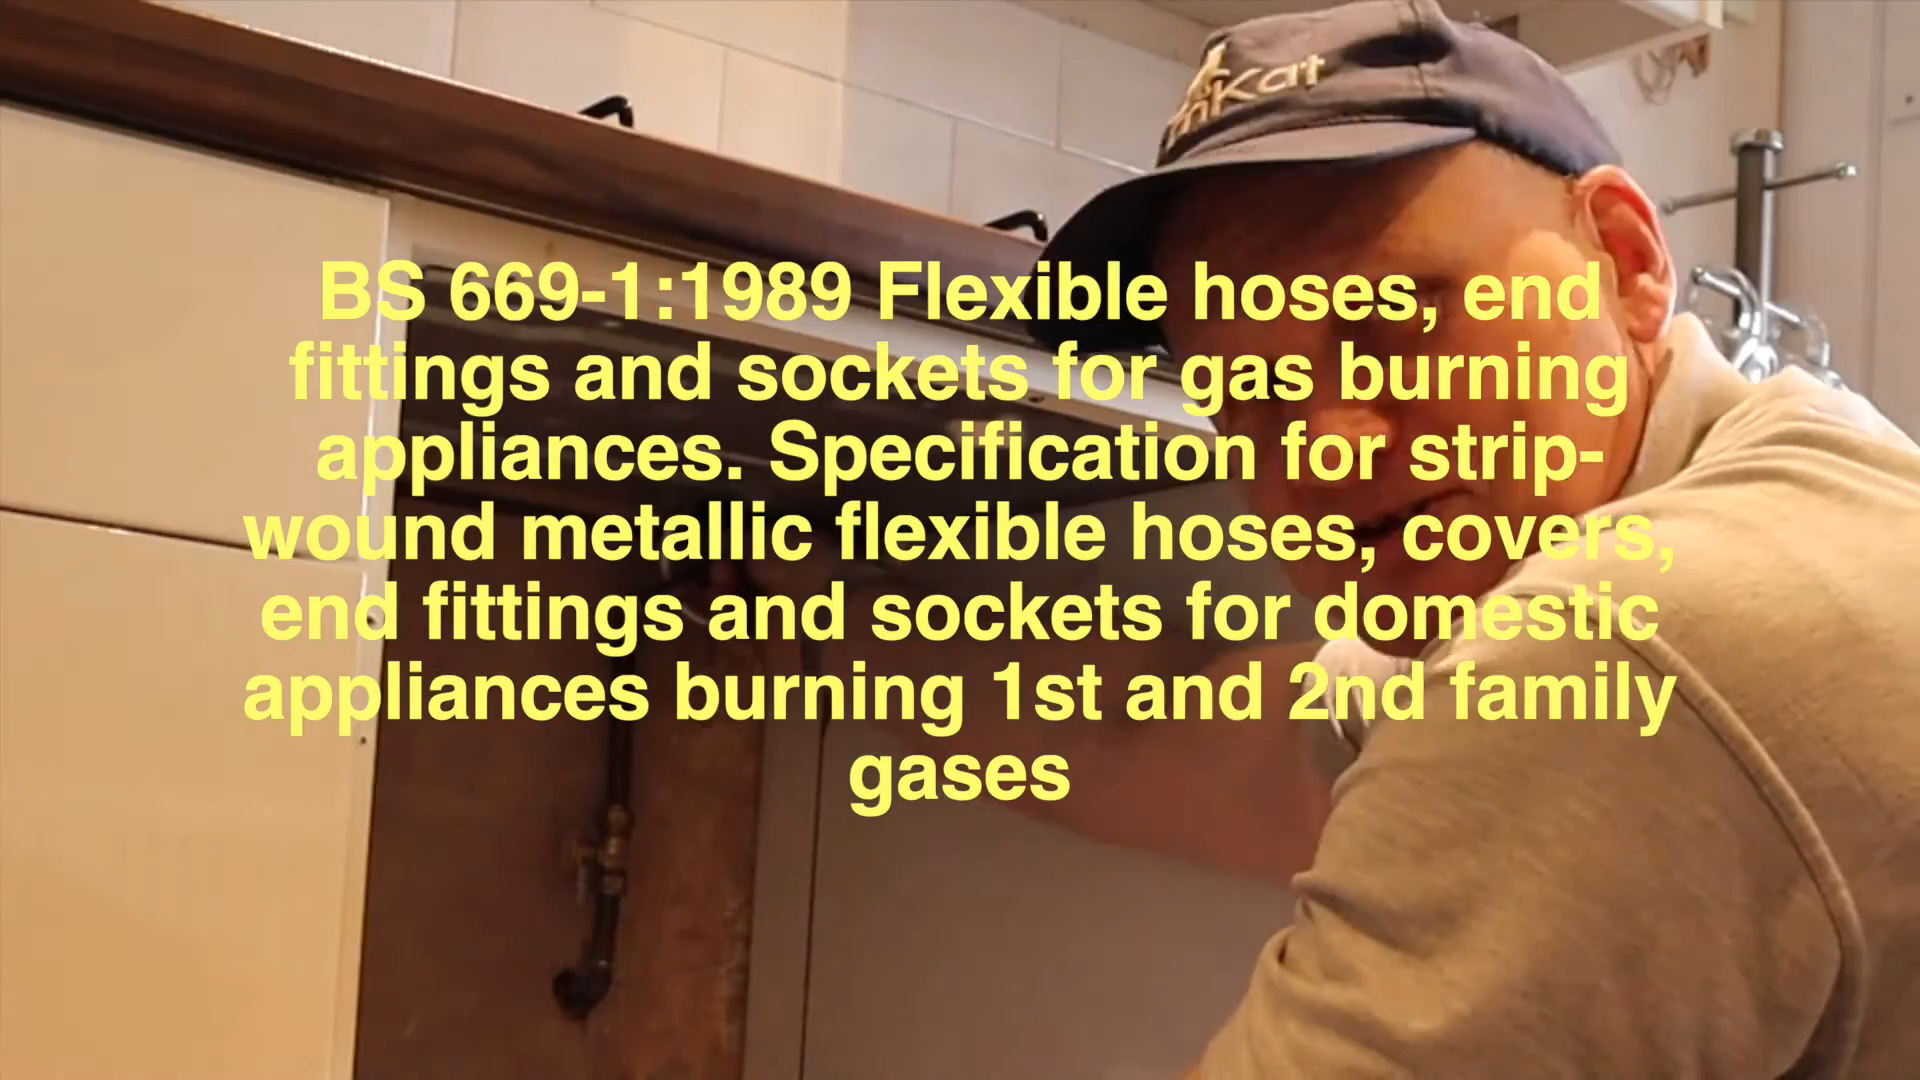 mKat
BS 669-1:1989 Flexible hoses, end
fittings and sockets for gas burning
appliances. Specification for strip-
wound metallic flexible hoses, covers,
end fittings and sockets for domestic
appliances burning 1st and 2nd family
gases